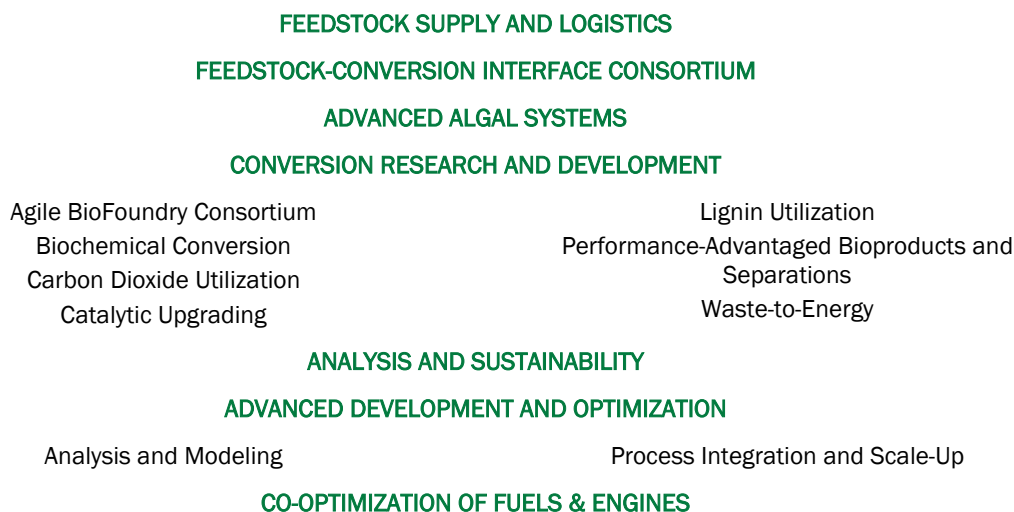 FEEDSTOCK SUPPLY AND LOGISTICS
FEEDSTOCK-CONVERSION INTERFACE CONSORTIUM
ADVANCED ALGAL SYSTEMS
CONVERSION RESEARCH AND DEVELOPMENT
Agile BioFoundry Consortium
Biochemical Conversion
Carbon Dioxide Utilization
Catalytic Upgrading
Lignin Utilization
Performance-Advantaged Bioproducts and
Separations
Waste-to-Energy
ANALYSIS AND SUSTAINABILITY
ADVANCED DEVELOPMENT AND OPTIMIZATION
Analysis and Modeling
Process Integration and Scale-Up
CO-OPTIMIZATION OF FUELS & ENGINES